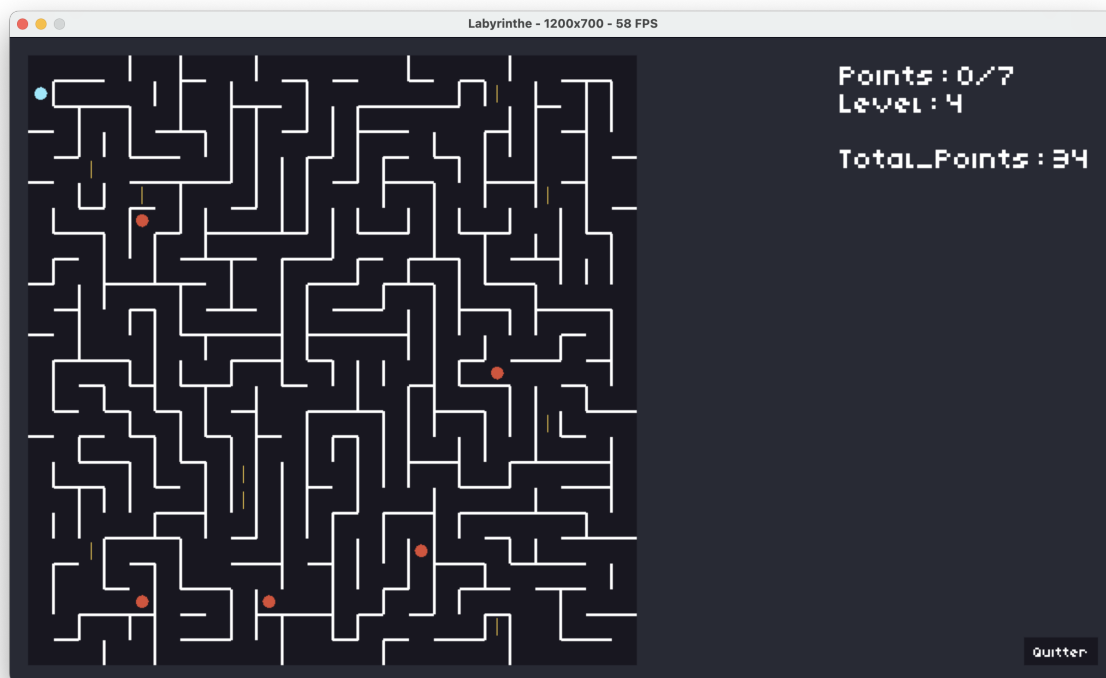 Labyrinthe - 1200x700 - 58 FPS
Points : 0/7
Level : 4
Total_Points : 34
Quitter